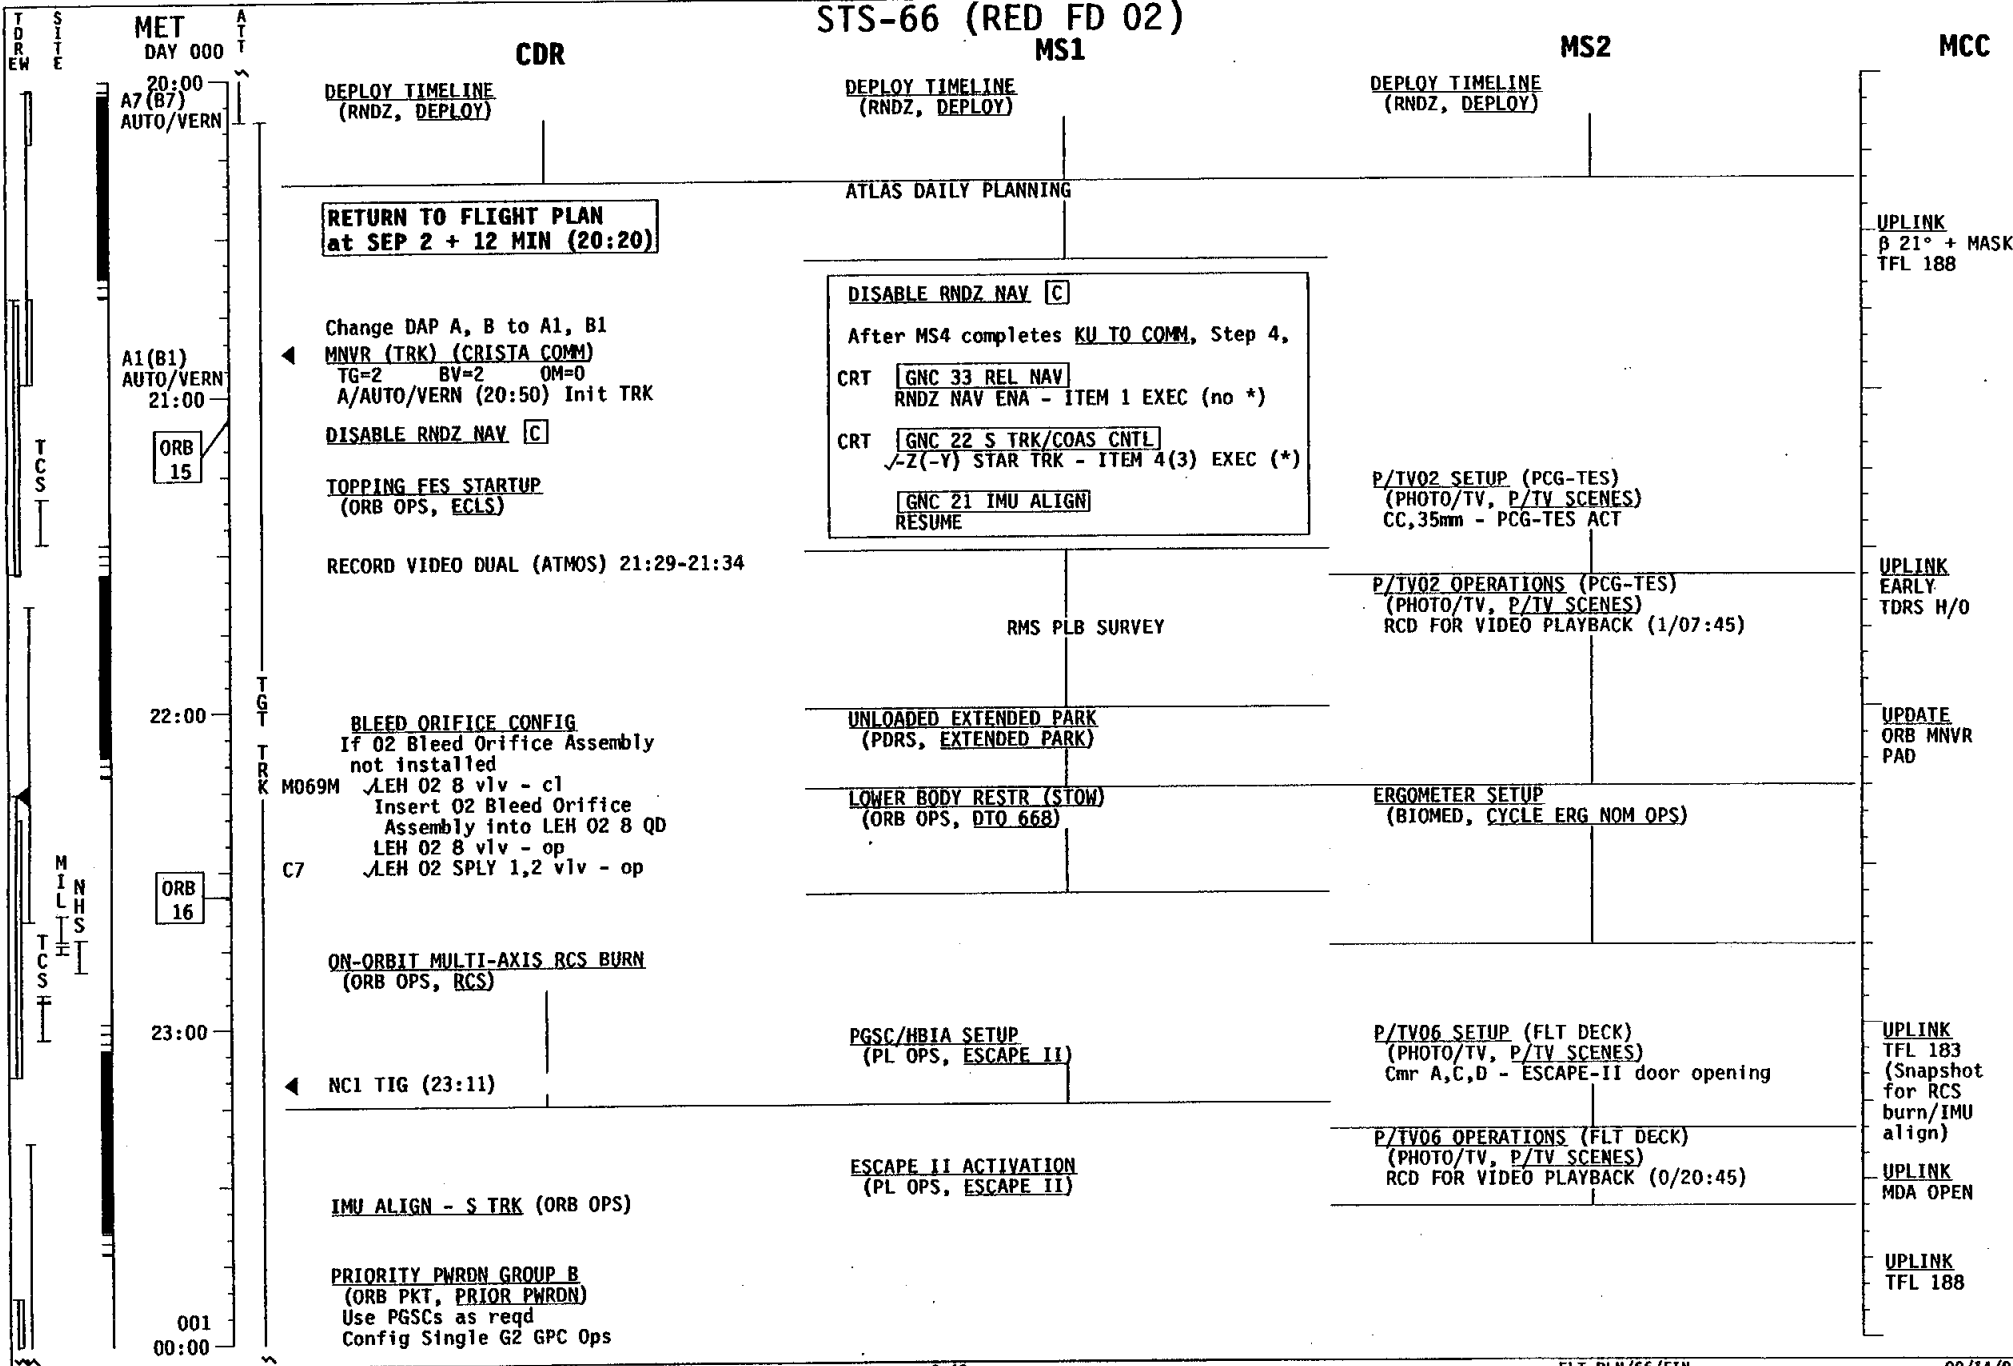 STS-66 (RED FD 02)
TDRS
EW
SITE
MET
DAY 000
ATT
CDR
MS1
MS2
MCC
20:00
A7(B7)
AUTO/VERN
A1(B1)
AUTO/VERN
21:00
ORB
15
TCS
22:00
TGT TRK
ORB
16
MIL
NHS
TCS
23:00
001
00:00
DEPLOY TIMELINE
(RNDZ, DEPLOY)
RETURN TO FLIGHT PLAN
at SEP 2 + 12 MIN (20:20)
Change DAP A, B to A1, B1
◀ MNVR (TRK) (CRISTA COMM)
TG=2 BV=2 OM=0
A/AUTO/VERN (20:50) Init TRK
DISABLE RNDZ NAV C
TOPPING FES STARTUP
(ORB OPS, ECLS)
RECORD VIDEO DUAL (ATMOS) 21:29-21:34
BLEED ORIFICE CONFIG
If O2 Bleed Orifice Assembly
not installed
MO69M √LEH O2 8 vlv - cl
Insert O2 Bleed Orifice
Assembly into LEH O2 8 QD
LEH O2 8 vlv - op
C7 √LEH O2 SPLY 1,2 vlv - op
ON-ORBIT MULTI-AXIS RCS BURN
(ORB OPS, RCS)
◀ NC1 TIG (23:11)
IMU ALIGN - S TRK (ORB OPS)
PRIORITY PWRDN GROUP B
(ORB PKT, PRIOR PWRDN)
Use PGSCs as reqd
Config Single G2 GPC Ops
DEPLOY TIMELINE
(RNDZ, DEPLOY)
ATLAS DAILY PLANNING
DISABLE RNDZ NAV C
After MS4 completes KU TO COMM, Step 4,
CRT GNC 33 REL NAV
RNDZ NAV ENA - ITEM 1 EXEC (no *)
CRT GNC 22 S TRK/COAS CNTL
√-Z(-Y) STAR TRK - ITEM 4(3) EXEC (*)
GNC 21 IMU ALIGN
RESUME
RMS PLB SURVEY
UNLOADED EXTENDED PARK
(PDRS, EXTENDED PARK)
LOWER BODY RESTR (STOW)
(ORB OPS, DTO 668)
PGSC/HBIA SETUP
(PL OPS, ESCAPE II)
ESCAPE II ACTIVATION
(PL OPS, ESCAPE II)
DEPLOY TIMELINE
(RNDZ, DEPLOY)
P/TV02 SETUP (PCG-TES)
(PHOTO/TV, P/TV SCENES)
CC,35mm - PCG-TES ACT
P/TV02 OPERATIONS (PCG-TES)
(PHOTO/TV, P/TV SCENES)
RCD FOR VIDEO PLAYBACK (1/07:45)
ERGOMETER SETUP
(BIOMED, CYCLE ERG NOM OPS)
P/TV06 SETUP (FLT DECK)
(PHOTO/TV, P/TV SCENES)
Cmr A,C,D - ESCAPE-II door opening
P/TV06 OPERATIONS (FLT DECK)
(PHOTO/TV, P/TV SCENES)
RCD FOR VIDEO PLAYBACK (0/20:45)
UPLINK
β 21° + MASK
TFL 188
UPLINK
EARLY
TDRS H/O
UPDATE
ORB MNVR
PAD
UPLINK
TFL 183
(Snapshot
for RCS
burn/IMU
align)
UPLINK
MDA OPEN
UPLINK
TFL 188
FLT PLN/66/FIN